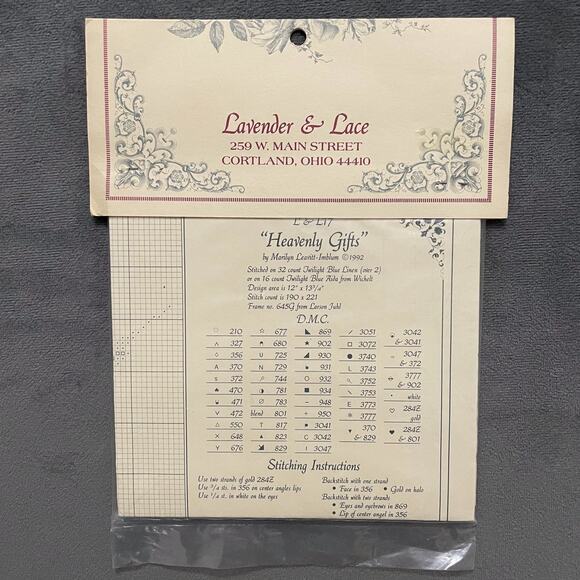 Lavender & Lace
259 W. MAIN STREET
CORTLAND, OHIO 44410
L & L17
"Heavenly Gifts"
by Marilyn Leavitt-Imblum ©1992
Stitched on 32 count Twilight Blue Linen (over 2)
or on 16 count Twilight Blue Aida from Wichelt
Design area is 12" x 13 3/4"
Stitch count is 190 x 221
Frame no. 645G from Larson Juhl
D.M.C.
210 677 869 3051 3042
327 680 902 3072 & 3041
356 725 930 3740 3047
370 729 931 3743 & 372
372 744 932 3752 3777
470 781 934 3753 & 902
471 783 948 3773 white
472 blend 801 950 3777 284Z
550 817 3041 370 gold
648 823 3042 & 829 284Z
676 829 3047 & 801
Stitching Instructions
Use two strands of gold 284Z
Use 3/4 sts. in 356 on center angels lips
Use 1/4 st. in white on the eyes
Backstitch with one strand
• Face in 356 • Gold on halo
Backstitch with two strands
• Eyes and eyebrows in 869
• Lip of center angel in 356